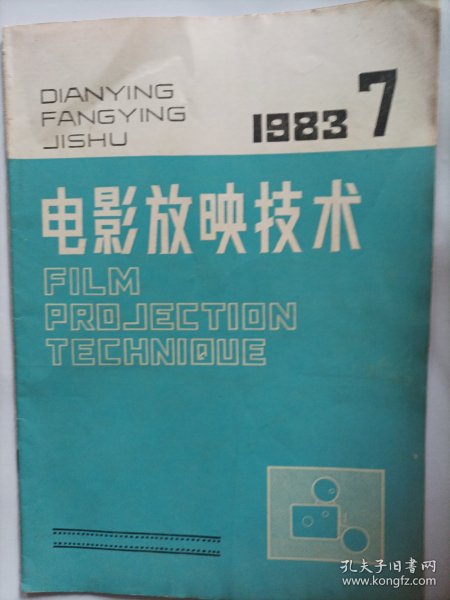 DIANYING
FANGYING
JISHU
1983 7
电影放映技术
FILM
PROJECTION
TECHNIQUE
孔夫子旧书网
www.kongfz.com